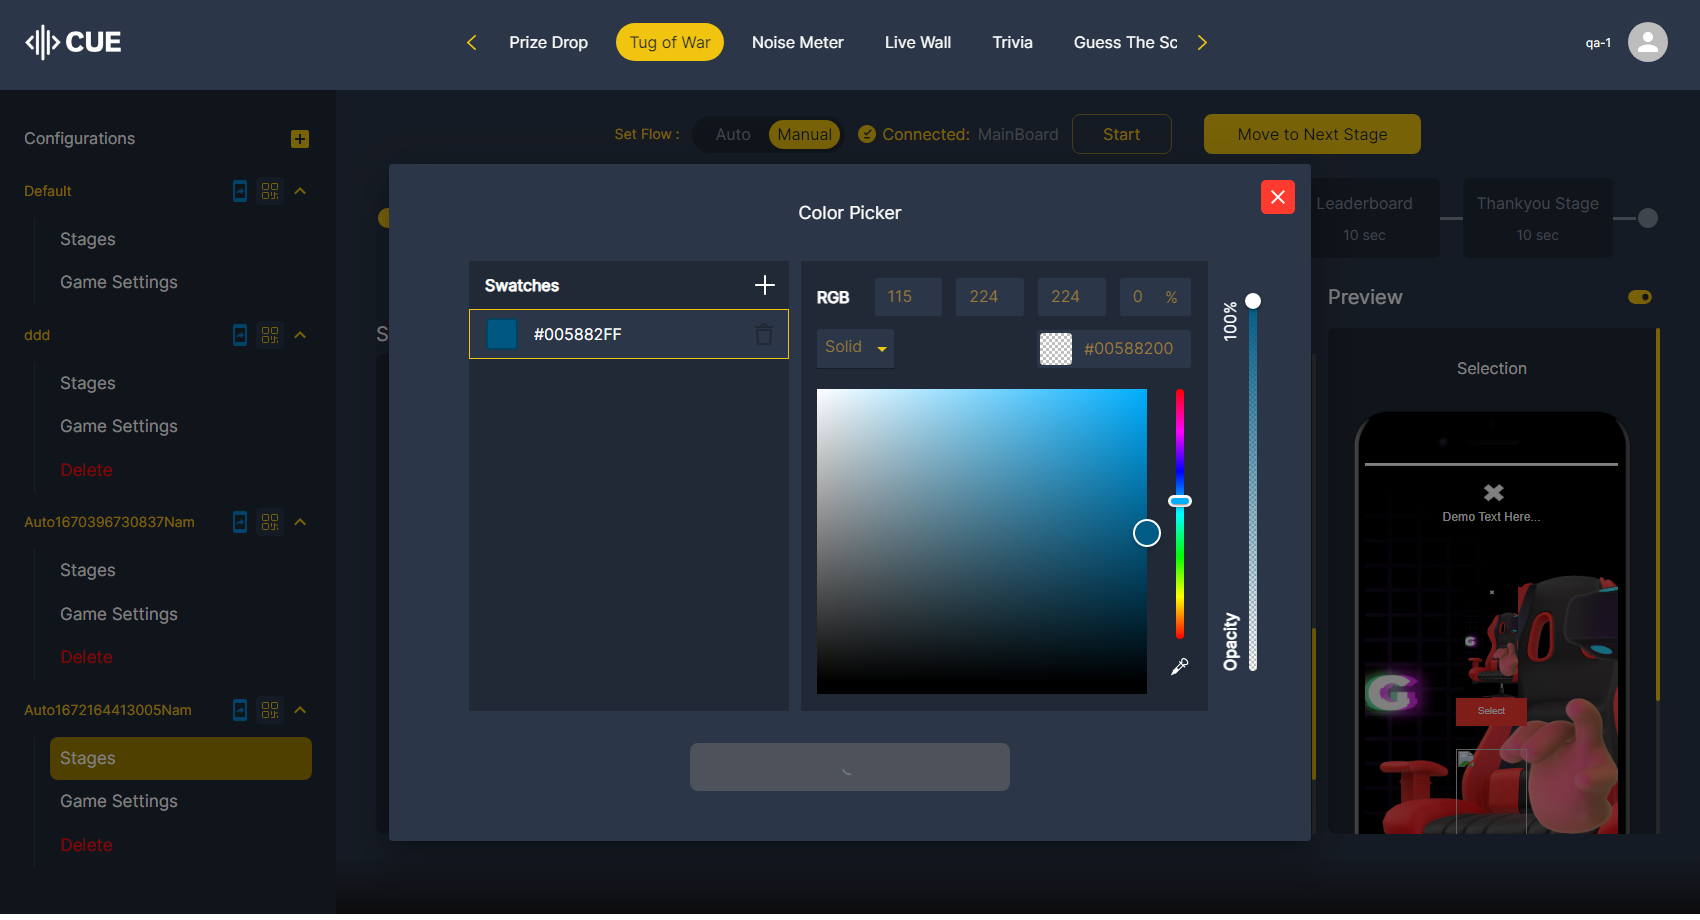 CUE
Prize Drop
Tug of War
Noise Meter
Live Wall
Trivia
Guess The Sc
qa-1
Configurations
Default
Stages
Game Settings
ddd
Stages
Game Settings
Delete
Auto1670396730837Nam
Stages
Game Settings
Delete
Auto1672164413005Nam
Stages
Game Settings
Delete
Set Flow :
Auto
Manual
Connected: MainBoard
Start
Move to Next Stage
Leaderboard
10 sec
Thankyou Stage
10 sec
S
Color Picker
Swatches
#005882FF
RGB
115
224
224
0 %
Solid
#00588200
100%
Opacity
Preview
Selection
Demo Text Here...
G
G
Select